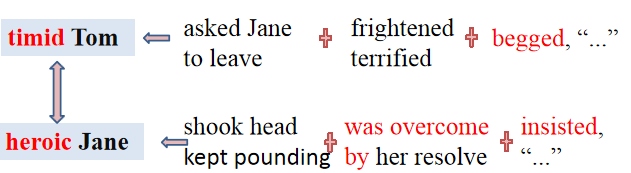 timid Tom
asked Jane
to leave
frightened
terrified
begged, “...”
heroic Jane
shook head
kept pounding
was overcome
by her resolve
insisted,
“...”